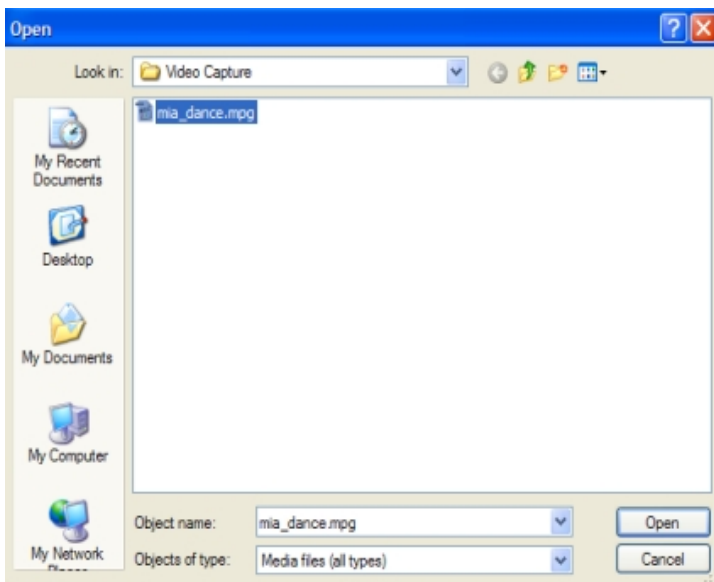 Open
Look in:
Video Capture
mia_dance.mpg
My Recent
Documents
Desktop
My Documents
My Computer
My Network
Object name:
mia_dance.mpg
Open
Objects of type:
Media files (all types)
Cancel